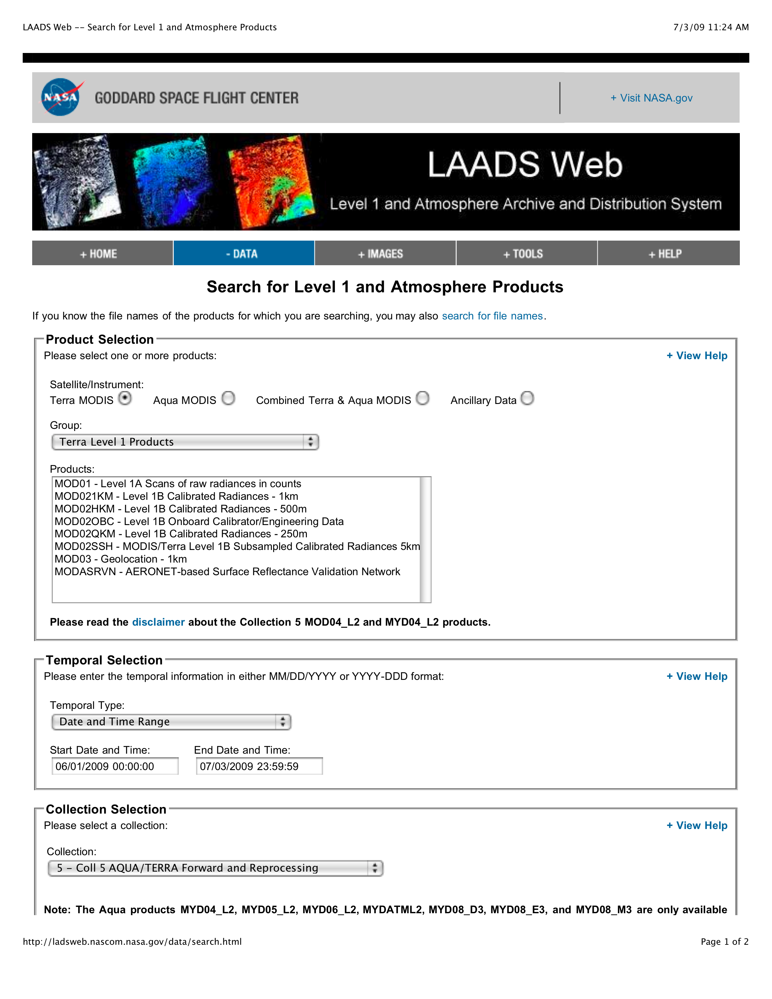 LAADS Web -- Search for Level 1 and Atmosphere Products
7/3/09 11:24 AM
NASA
GODDARD SPACE FLIGHT CENTER
+ Visit NASA.gov
LAADS Web
Level 1 and Atmosphere Archive and Distribution System
+ HOME
- DATA
+ IMAGES
+ TOOLS
+ HELP
Search for Level 1 and Atmosphere Products
If you know the file names of the products for which you are searching, you may also search for file names.
Product Selection
Please select one or more products:
+ View Help
Satellite/Instrument:
Terra MODIS
Aqua MODIS
Combined Terra & Aqua MODIS
Ancillary Data
Group:
Terra Level 1 Products
Products:
MOD01 - Level 1A Scans of raw radiances in counts
MOD021KM - Level 1B Calibrated Radiances - 1km
MOD02HKM - Level 1B Calibrated Radiances - 500m
MOD02OBC - Level 1B Onboard Calibrator/Engineering Data
MOD02QKM - Level 1B Calibrated Radiances - 250m
MOD02SSH - MODIS/Terra Level 1B Subsampled Calibrated Radiances 5km
MOD03 - Geolocation - 1km
MODASRVN - AERONET-based Surface Reflectance Validation Network
Please read the disclaimer about the Collection 5 MOD04_L2 and MYD04_L2 products.
Temporal Selection
Please enter the temporal information in either MM/DD/YYYY or YYYY-DDD format:
+ View Help
Temporal Type:
Date and Time Range
Start Date and Time:
End Date and Time:
06/01/2009 00:00:00
07/03/2009 23:59:59
Collection Selection
Please select a collection:
+ View Help
Collection:
5 - Coll 5 AQUA/TERRA Forward and Reprocessing
Note: The Aqua products MYD04_L2, MYD05_L2, MYD06_L2, MYDATML2, MYD08_D3, MYD08_E3, and MYD08_M3 are only available
http://ladsweb.nascom.nasa.gov/data/search.html
Page 1 of 2